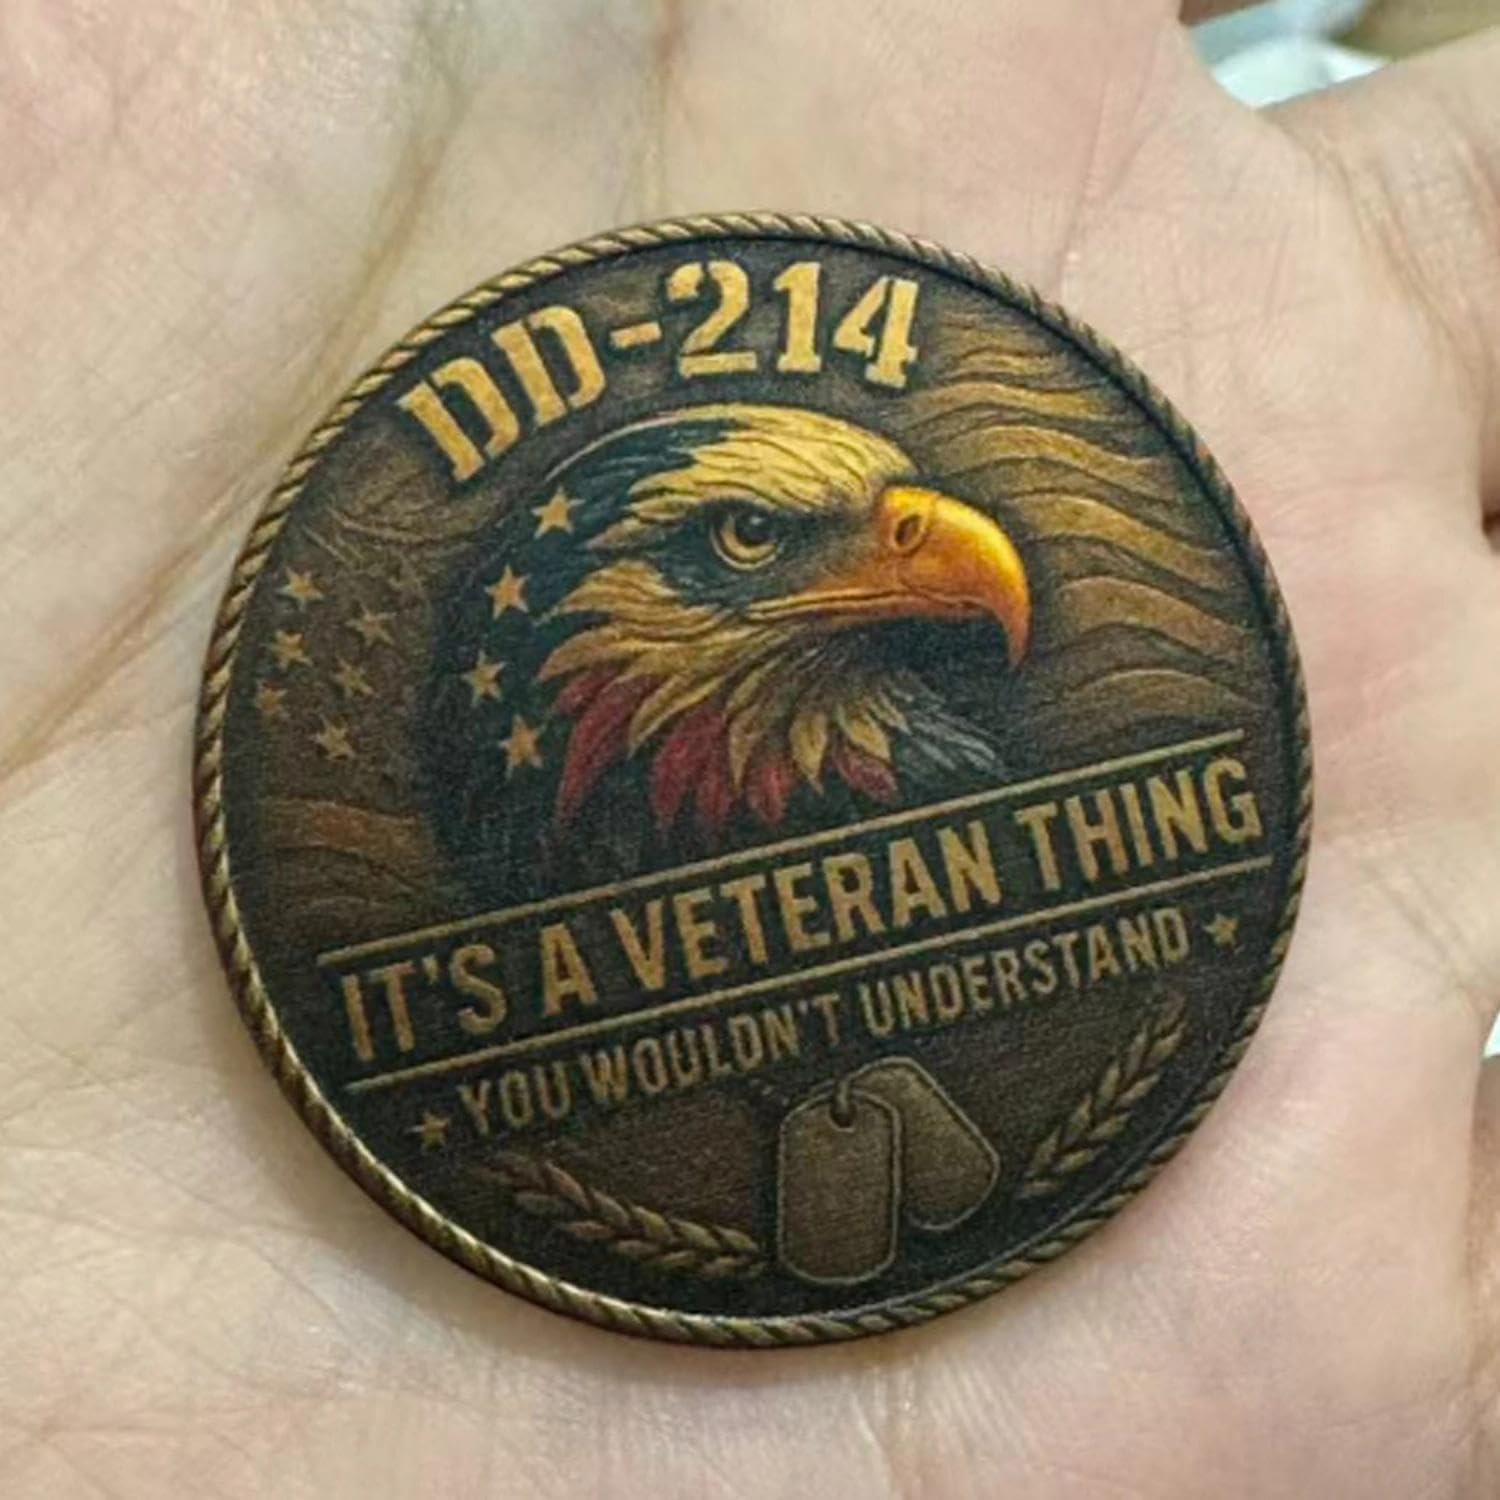 DD-214
IT'S A VETERAN THING
YOU WOULDN'T UNDERSTAND